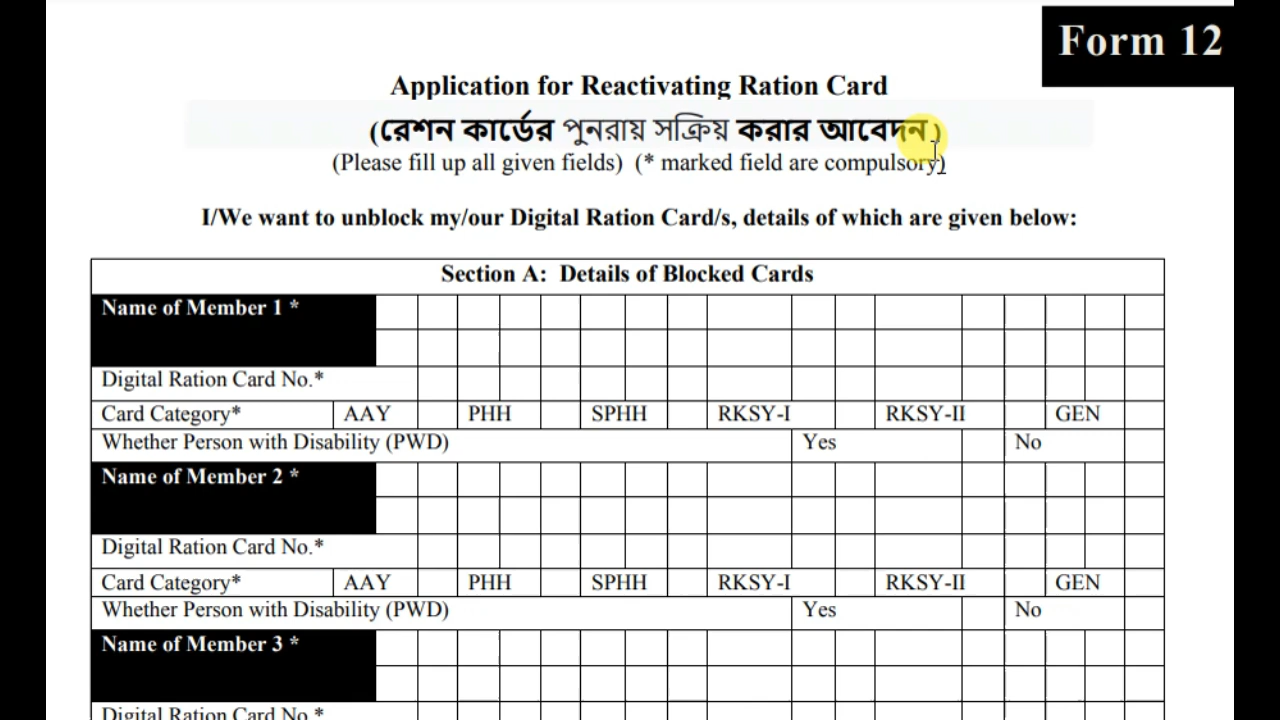 Form 12
Application for Reactivating Ration Card
(রেশন কার্ডের পুনরায় সক্রিয় করার আবেদন)
(Please fill up all given fields) (* marked field are compulsory)
I/We want to unblock my/our Digital Ration Card/s, details of which are given below:
Section A: Details of Blocked Cards
Name of Member 1 *
Digital Ration Card No.*
Card Category* AAY PHH SPHH RKSY-I RKSY-II GEN
Whether Person with Disability (PWD) Yes No
Name of Member 2 *
Digital Ration Card No.*
Card Category* AAY PHH SPHH RKSY-I RKSY-II GEN
Whether Person with Disability (PWD) Yes No
Name of Member 3 *
Digital Ration Card No.*